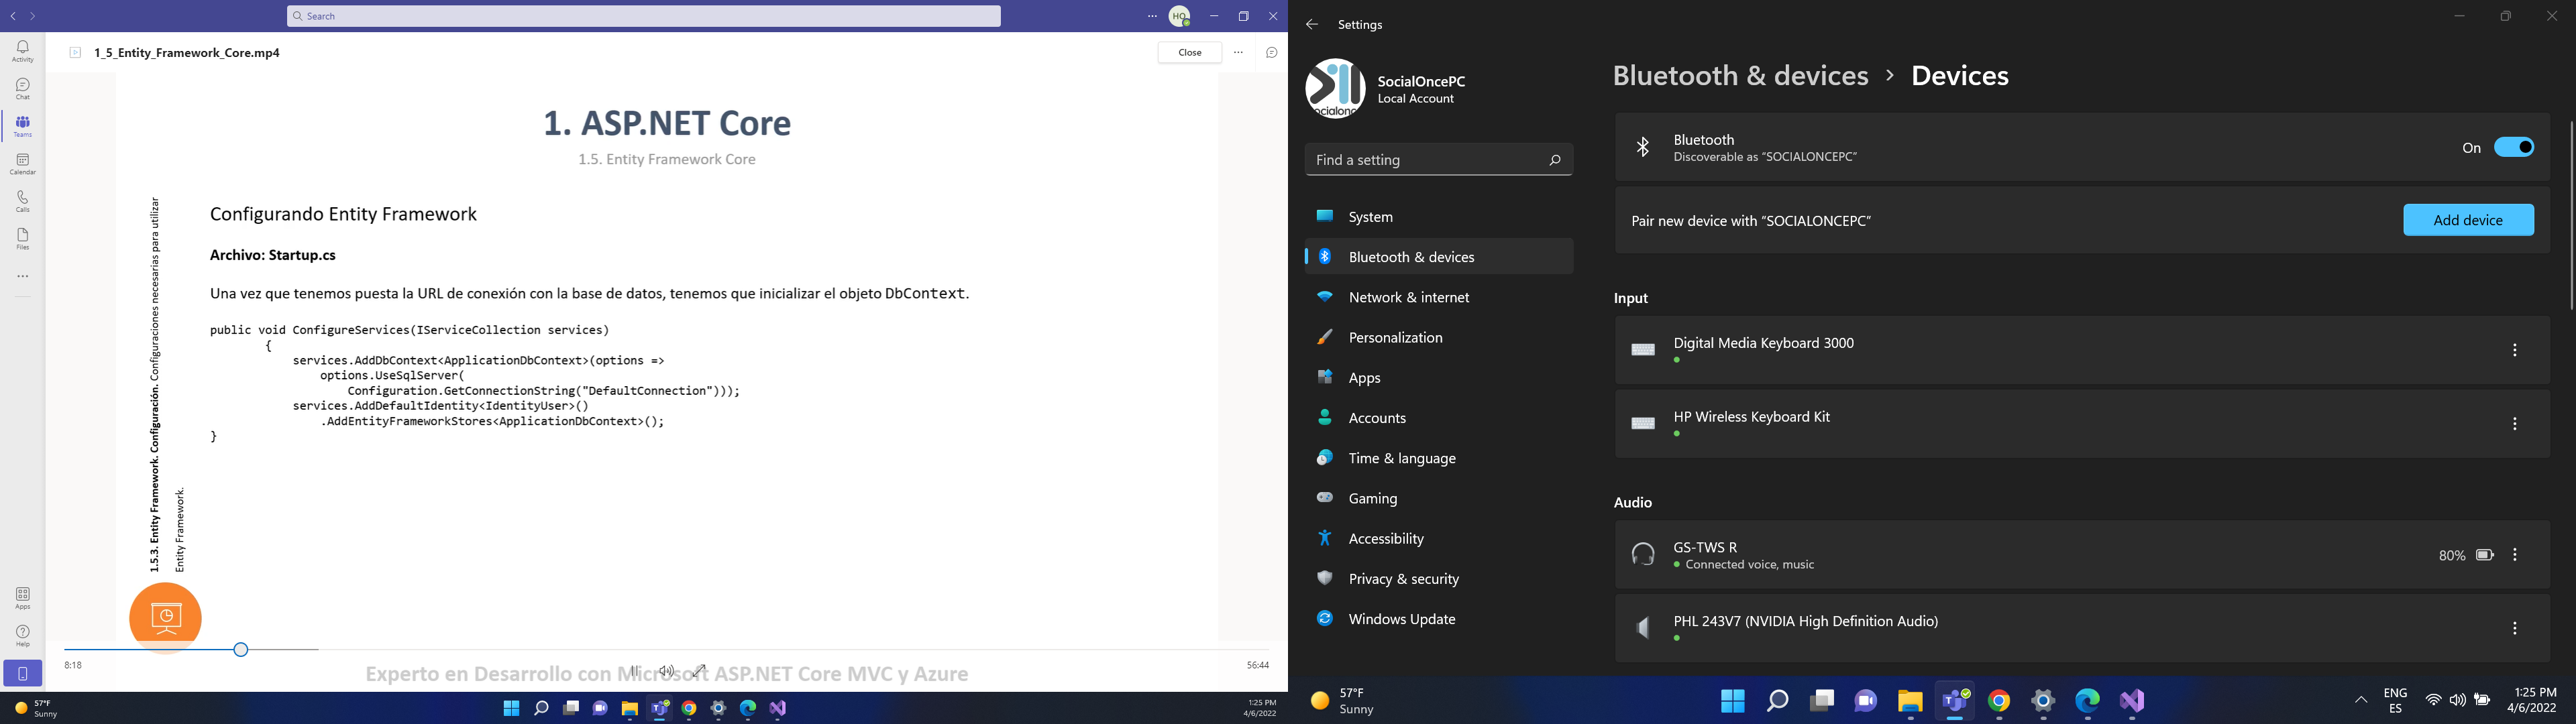 Search
HO
1_5_Entity_Framework_Core.mp4
Close
Activity
Chat
Teams
Calendar
Calls
Files
Apps
Help
1. ASP.NET Core
1.5. Entity Framework Core
1.5.3. Entity Framework. Configuración. Configuraciones necesarias para utilizar
Entity Framework.
Configurando Entity Framework
Archivo: Startup.cs
Una vez que tenemos puesta la URL de conexión con la base de datos, tenemos que inicializar el objeto DbContext.
public void ConfigureServices(IServiceCollection services)
{
services.AddDbContext<ApplicationDbContext>(options =>
options.UseSqlServer(
Configuration.GetConnectionString("DefaultConnection")));
services.AddDefaultIdentity<IdentityUser>()
.AddEntityFrameworkStores<ApplicationDbContext>();
}
8:18
56:44
Experto en Desarrollo con Microsoft ASP.NET Core MVC y Azure
57°F
Sunny
1:25 PM
4/6/2022
Settings
socialonce
SocialOncePC
Local Account
Find a setting
System
Bluetooth & devices
Network & internet
Personalization
Apps
Accounts
Time & language
Gaming
Accessibility
Privacy & security
Windows Update
Bluetooth & devices > Devices
Bluetooth
Discoverable as "SOCIALONCEPC"
On
Pair new device with "SOCIALONCEPC"
Add device
Input
Digital Media Keyboard 3000
HP Wireless Keyboard Kit
Audio
GS-TWS R
Connected voice, music
80%
PHL 243V7 (NVIDIA High Definition Audio)
57°F
Sunny
ENG
ES
1:25 PM
4/6/2022